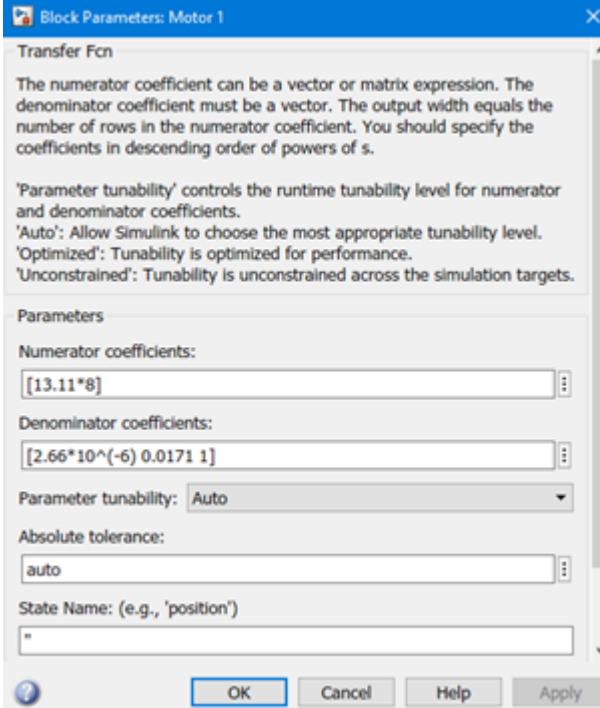 Block Parameters: Motor 1
Transfer Fcn
The numerator coefficient can be a vector or matrix expression. The
denominator coefficient must be a vector. The output width equals the
number of rows in the numerator coefficient. You should specify the
coefficients in descending order of powers of s.
'Parameter tunability' controls the runtime tunability level for numerator
and denominator coefficients.
'Auto': Allow Simulink to choose the most appropriate tunability level.
'Optimized': Tunability is optimized for performance.
'Unconstrained': Tunability is unconstrained across the simulation targets.
Parameters
Numerator coefficients:
[13.11*8]
Denominator coefficients:
[2.66*10^(-6) 0.0171 1]
Parameter tunability: Auto
Absolute tolerance:
auto
State Name: (e.g., 'position')
''
OK Cancel Help Apply